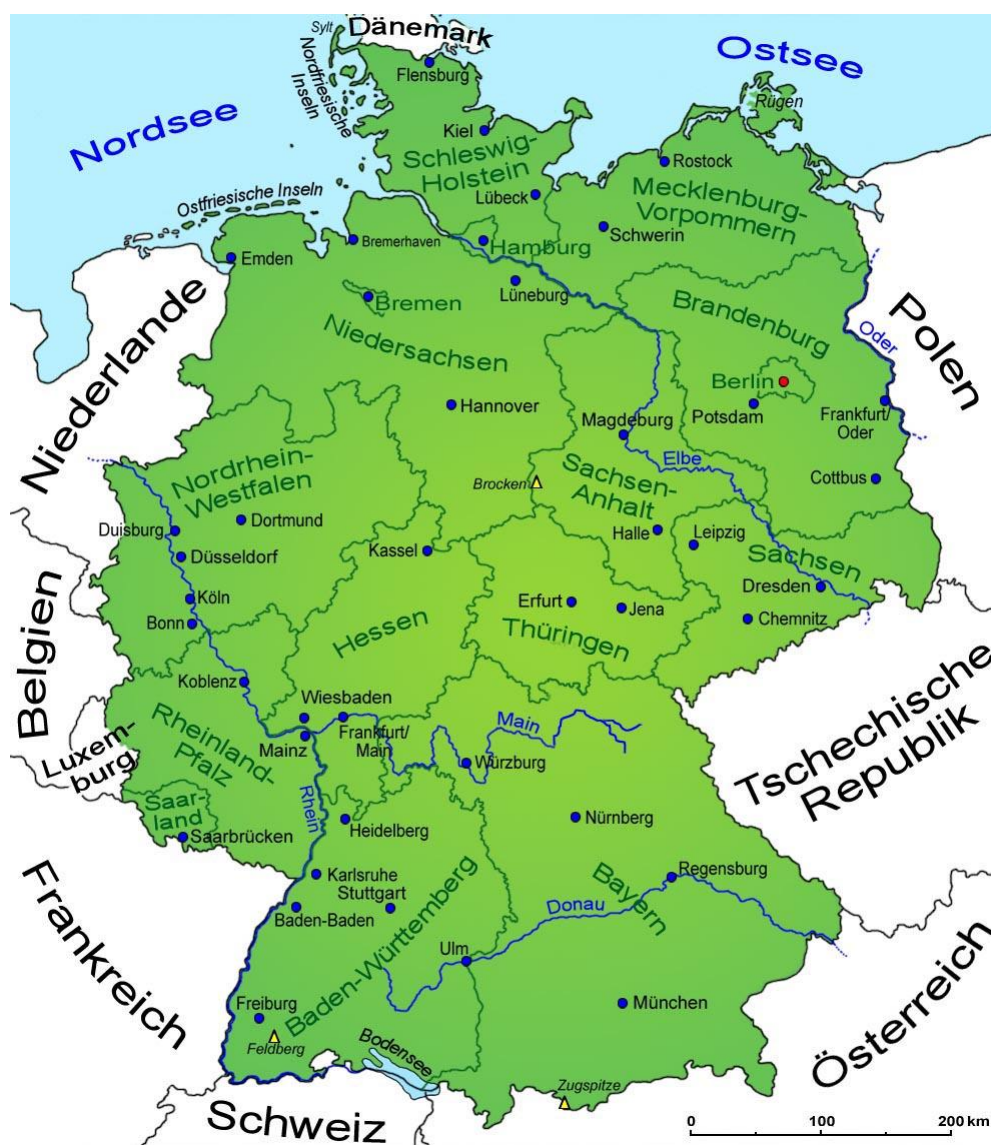 Sylt
Dänemark
Nordfriesische
Inseln
Flensburg
Ostsee
Nordsee
Rügen
Kiel
Schleswig-
Holstein
Rostock
Mecklenburg-
Vorpommern
Lübeck
Ostfriesische Inseln
Schwerin
Hamburg
Bremerhaven
Emden
Lüneburg
Bremen
Brandenburg
Niedersachsen
Oder
Polen
Niederlande
Berlin
Potsdam
Frankfurt/
Oder
Hannover
Magdeburg
Nordrhein-
Westfalen
Elbe
Sachsen-
Anhalt
Brocken
Cottbus
Dortmund
Duisburg
Halle
Leipzig
Kassel
Düsseldorf
Sachsen
Dresden
Köln
Erfurt
Jena
Chemnitz
Bonn
Hessen
Thüringen
Belgien
Koblenz
Wiesbaden
Frankfurt/
Main
Main
Mainz
Rheinland-
Pfalz
Würzburg
Luxem-
burg
Tschechische
Republik
Saar-
land
Rhein
Saarbrücken
Heidelberg
Nürnberg
Karlsruhe
Stuttgart
Regensburg
Bayern
Frankreich
Baden-Baden
Donau
Baden-Württemberg
Ulm
Freiburg
München
Feldberg
Bodensee
Österreich
Zugspitze
Schweiz
0 100 200 km